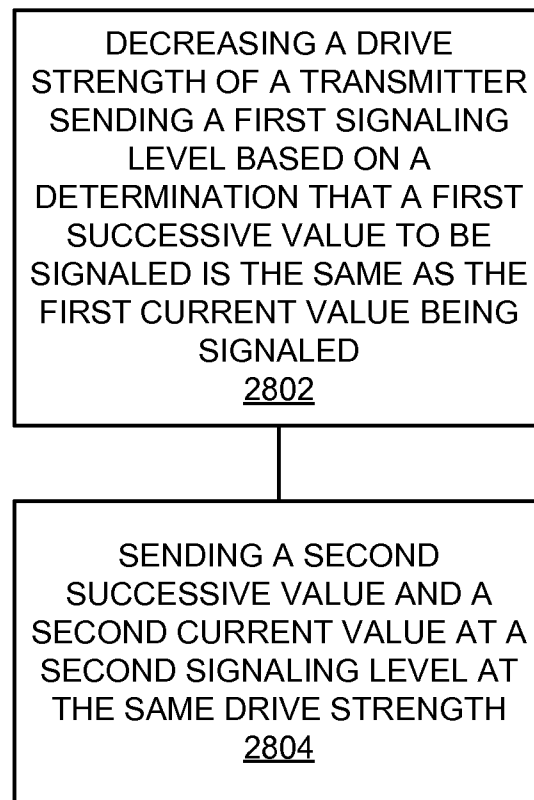 DECREASING A DRIVE
STRENGTH OF A TRANSMITTER
SENDING A FIRST SIGNALING
LEVEL BASED ON A
DETERMINATION THAT A FIRST
SUCCESSIVE VALUE TO BE
SIGNALED IS THE SAME AS THE
FIRST CURRENT VALUE BEING
SIGNALED
2802
SENDING A SECOND
SUCCESSIVE VALUE AND A
SECOND CURRENT VALUE AT A
SECOND SIGNALING LEVEL AT
THE SAME DRIVE STRENGTH
2804